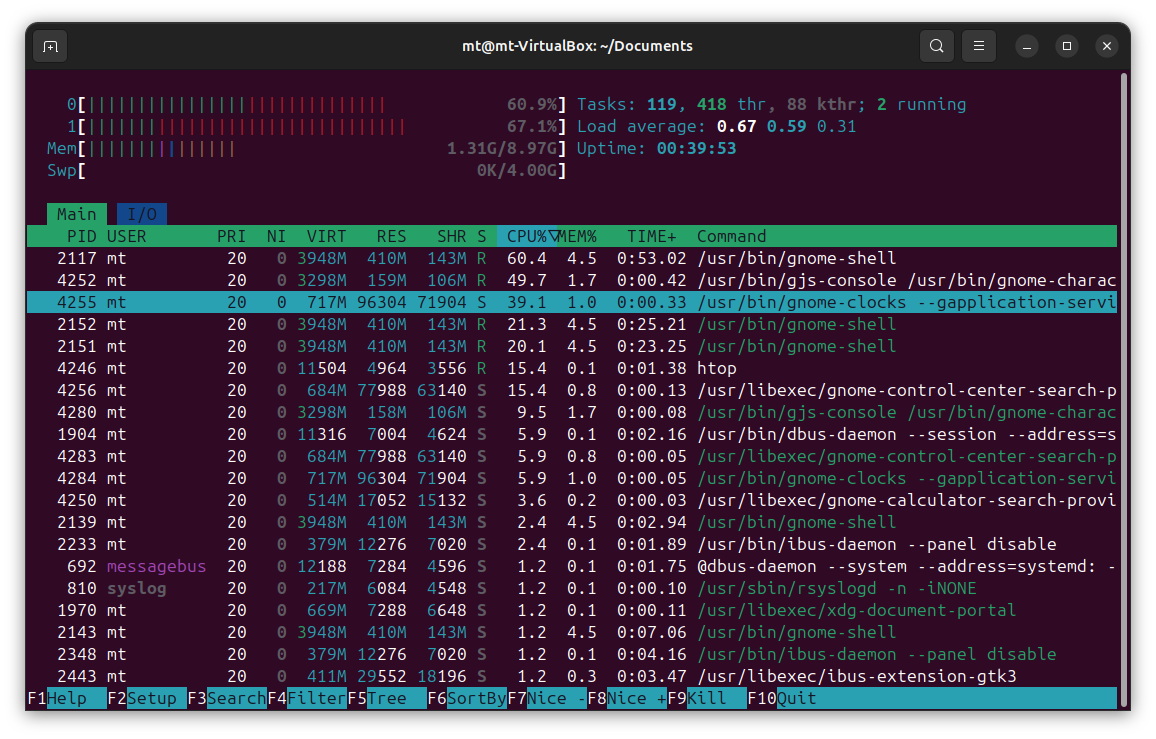 mt@mt-VirtualBox: ~/Documents
0[||||||||||||||||||||||||||||||            60.9%] Tasks: 119, 418 thr, 88 kthr; 2 running
1[||||||||||||||||||||||||||||||||          67.1%] Load average: 0.67 0.59 0.31
Mem[|||||||||||||||                   1.31G/8.97G] Uptime: 00:39:53
Swp[                                     0K/4.00G]
Main I/O
PID USER PRI NI VIRT RES SHR S CPU%▽MEM% TIME+ Command
2117 mt 20 0 3948M 410M 143M R 60.4 4.5 0:53.02 /usr/bin/gnome-shell
4252 mt 20 0 3298M 159M 106M R 49.7 1.7 0:00.42 /usr/bin/gjs-console /usr/bin/gnome-charac
4255 mt 20 0 717M 96304 71904 S 39.1 1.0 0:00.33 /usr/bin/gnome-clocks --gapplication-servi
2152 mt 20 0 3948M 410M 143M R 21.3 4.5 0:25.21 /usr/bin/gnome-shell
2151 mt 20 0 3948M 410M 143M R 20.1 4.5 0:23.25 /usr/bin/gnome-shell
4246 mt 20 0 11504 4964 3556 R 15.4 0.1 0:01.38 htop
4256 mt 20 0 684M 77988 63140 S 15.4 0.8 0:00.13 /usr/libexec/gnome-control-center-search-p
4280 mt 20 0 3298M 158M 106M S 9.5 1.7 0:00.08 /usr/bin/gjs-console /usr/bin/gnome-charac
1904 mt 20 0 11316 7004 4624 S 5.9 0.1 0:02.16 /usr/bin/dbus-daemon --session --address=s
4283 mt 20 0 684M 77988 63140 S 5.9 0.8 0:00.05 /usr/libexec/gnome-control-center-search-p
4284 mt 20 0 717M 96304 71904 S 5.9 1.0 0:00.05 /usr/bin/gnome-clocks --gapplication-servi
4250 mt 20 0 514M 17052 15132 S 3.6 0.2 0:00.03 /usr/libexec/gnome-calculator-search-provi
2139 mt 20 0 3948M 410M 143M S 2.4 4.5 0:02.94 /usr/bin/gnome-shell
2233 mt 20 0 379M 12276 7020 S 2.4 0.1 0:01.89 /usr/bin/ibus-daemon --panel disable
692 messagebus 20 0 12188 7284 4596 S 1.2 0.1 0:01.75 @dbus-daemon --system --address=systemd: -
810 syslog 20 0 217M 6084 4548 S 1.2 0.1 0:00.10 /usr/sbin/rsyslogd -n -iNONE
1970 mt 20 0 669M 7288 6648 S 1.2 0.1 0:00.11 /usr/libexec/xdg-document-portal
2143 mt 20 0 3948M 410M 143M S 1.2 4.5 0:07.06 /usr/bin/gnome-shell
2348 mt 20 0 379M 12276 7020 S 1.2 0.1 0:04.16 /usr/bin/ibus-daemon --panel disable
2443 mt 20 0 411M 29552 18196 S 1.2 0.3 0:03.47 /usr/libexec/ibus-extension-gtk3
F1Help F2Setup F3SearchF4FilterF5Tree F6SortByF7Nice -F8Nice +F9Kill F10Quit